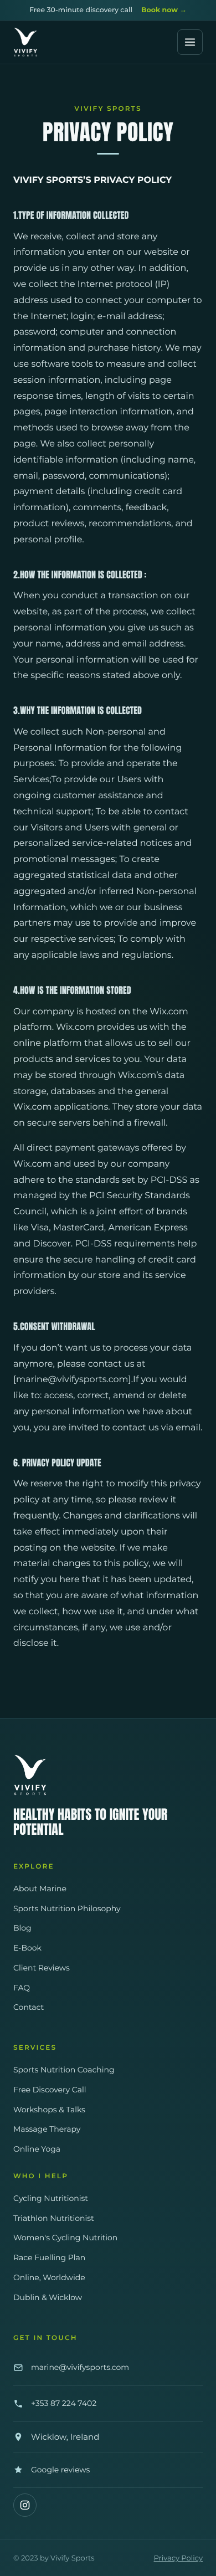 Free 30-minute discovery call Book now →
VIVIFY
SPORTS
VIVIFY SPORTS
PRIVACY POLICY
VIVIFY SPORTS'S PRIVACY POLICY
1.TYPE OF INFORMATION COLLECTED
We receive, collect and store any
information you enter on our website or
provide us in any other way. In addition,
we collect the Internet protocol (IP)
address used to connect your computer to
the Internet; login; e-mail address;
password; computer and connection
information and purchase history. We may
use software tools to measure and collect
session information, including page
response times, length of visits to certain
pages, page interaction information, and
methods used to browse away from the
page. We also collect personally
identifiable information (including name,
email, password, communications);
payment details (including credit card
information), comments, feedback,
product reviews, recommendations, and
personal profile.
2.HOW THE INFORMATION IS COLLECTED :
When you conduct a transaction on our
website, as part of the process, we collect
personal information you give us such as
your name, address and email address.
Your personal information will be used for
the specific reasons stated above only.
3.WHY THE INFORMATION IS COLLECTED
We collect such Non-personal and
Personal Information for the following
purposes: To provide and operate the
Services;To provide our Users with
ongoing customer assistance and
technical support; To be able to contact
our Visitors and Users with general or
personalized service-related notices and
promotional messages; To create
aggregated statistical data and other
aggregated and/or inferred Non-personal
Information, which we or our business
partners may use to provide and improve
our respective services; To comply with
any applicable laws and regulations.
4.HOW IS THE INFORMATION STORED
Our company is hosted on the Wix.com
platform. Wix.com provides us with the
online platform that allows us to sell our
products and services to you. Your data
may be stored through Wix.com's data
storage, databases and the general
Wix.com applications. They store your data
on secure servers behind a firewall.
All direct payment gateways offered by
Wix.com and used by our company
adhere to the standards set by PCI-DSS as
managed by the PCI Security Standards
Council, which is a joint effort of brands
like Visa, MasterCard, American Express
and Discover. PCI-DSS requirements help
ensure the secure handling of credit card
information by our store and its service
providers.
5.CONSENT WITHDRAWAL
If you don't want us to process your data
anymore, please contact us at
[marine@vivifysports.com].If you would
like to: access, correct, amend or delete
any personal information we have about
you, you are invited to contact us via email.
6. PRIVACY POLICY UPDATE
We reserve the right to modify this privacy
policy at any time, so please review it
frequently. Changes and clarifications will
take effect immediately upon their
posting on the website. If we make
material changes to this policy, we will
notify you here that it has been updated,
so that you are aware of what information
we collect, how we use it, and under what
circumstances, if any, we use and/or
disclose it.
VIVIFY
SPORTS
HEALTHY HABITS TO IGNITE YOUR
POTENTIAL
EXPLORE
About Marine
Sports Nutrition Philosophy
Blog
E-Book
Client Reviews
FAQ
Contact
SERVICES
Sports Nutrition Coaching
Free Discovery Call
Workshops & Talks
Massage Therapy
Online Yoga
WHO I HELP
Cycling Nutritionist
Triathlon Nutritionist
Women's Cycling Nutrition
Race Fuelling Plan
Online, Worldwide
Dublin & Wicklow
GET IN TOUCH
marine@vivifysports.com
+353 87 224 7402
Wicklow, Ireland
Google reviews
© 2023 by Vivify Sports Privacy Policy